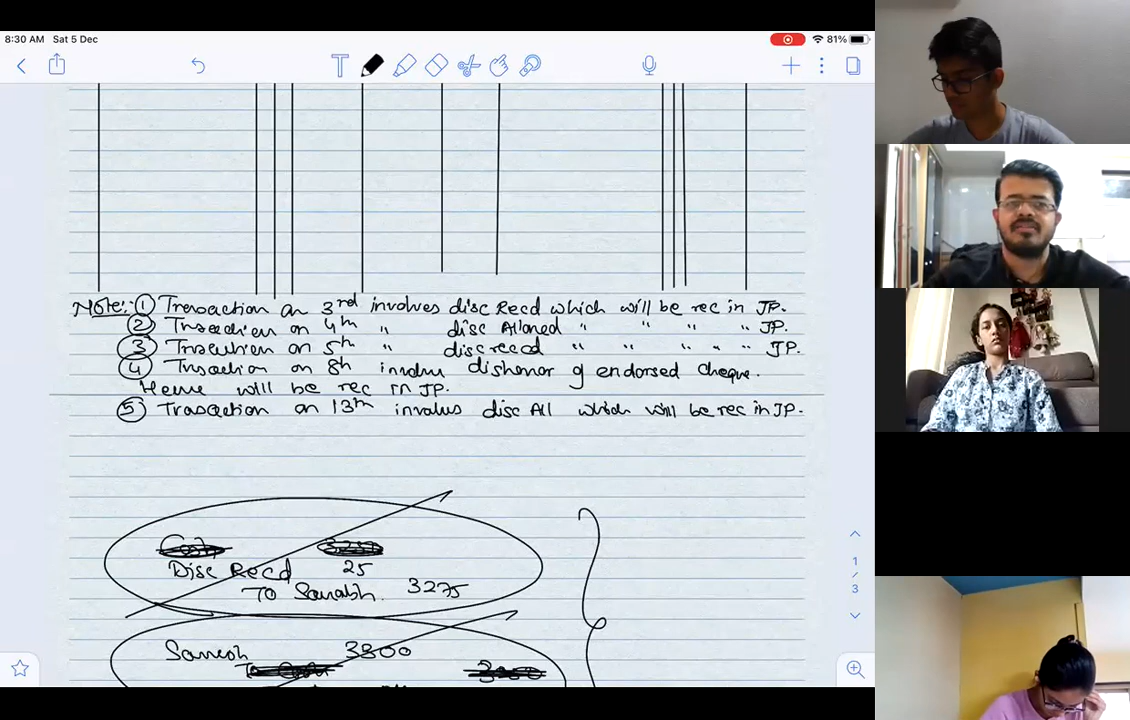 8:30 AM Sat 5 Dec
81%
T
Note:- ① Transaction on 3rd involves disc Recd which will be rec in JP.
② Transaction on 4th " disc Allowed " " " " JP.
③ Transaction on 5th " disc recd " " " " " JP.
④ Transaction on 8th involve dishonor of endorsed cheque.
Hence will be rec in JP.
⑤ Transaction on 13th involves disc All which will be rec in JP.
Disc Recd 25
To Saurabh. 3275
1
/
3
3800